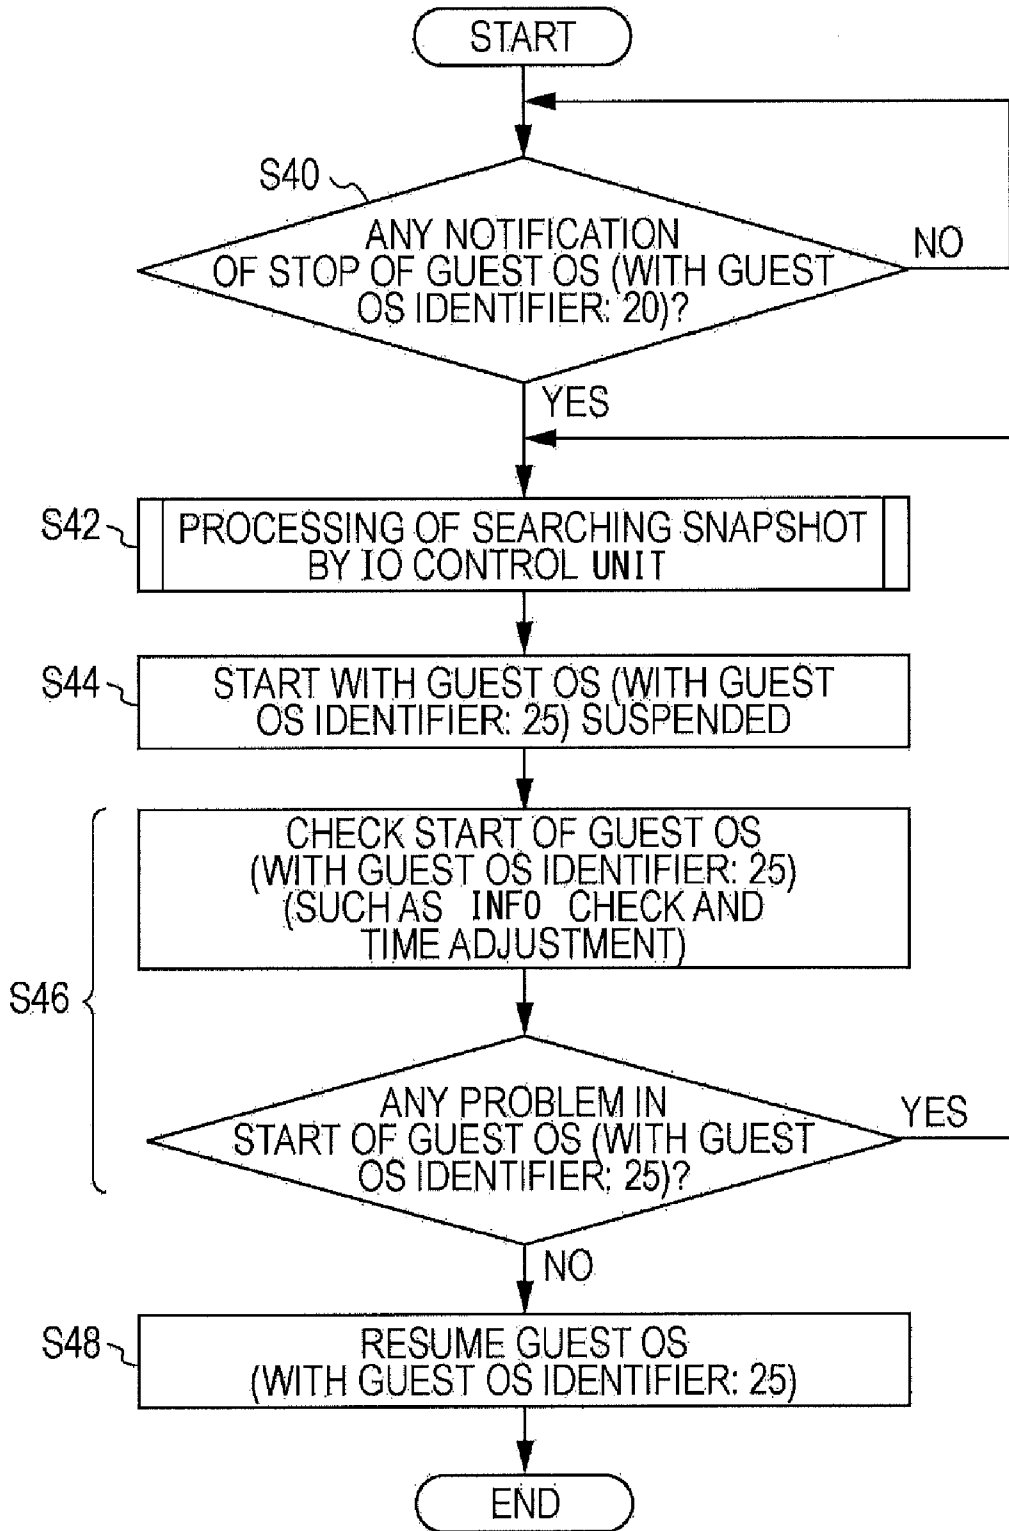 START
S40
ANY NOTIFICATION
OF STOP OF GUEST OS (WITH GUEST
OS IDENTIFIER: 20)?
NO
YES
S42
PROCESSING OF SEARCHING SNAPSHOT
BY IO CONTROL UNIT
S44
START WITH GUEST OS (WITH GUEST
OS IDENTIFIER: 25) SUSPENDED
CHECK START OF GUEST OS
(WITH GUEST OS IDENTIFIER: 25)
(SUCH AS INFO CHECK AND
TIME ADJUSTMENT)
S46
ANY PROBLEM IN
START OF GUEST OS (WITH GUEST
OS IDENTIFIER: 25)?
YES
NO
S48
RESUME GUEST OS
(WITH GUEST OS IDENTIFIER: 25)
END